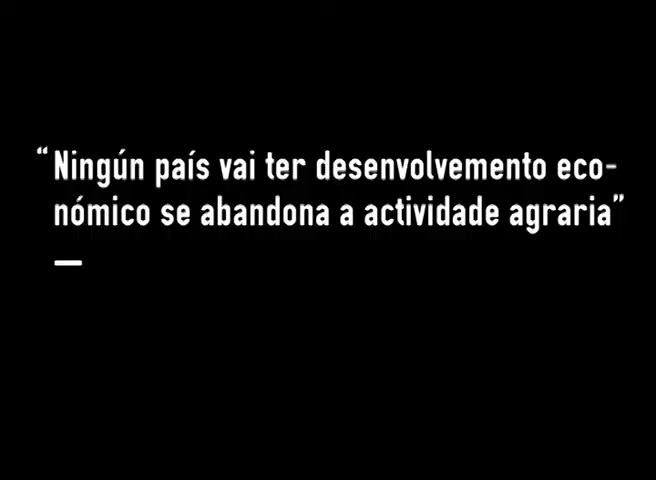 “Ningún país vai ter desenvolvemento eco-
nómico se abandona a actividade agraria”
—